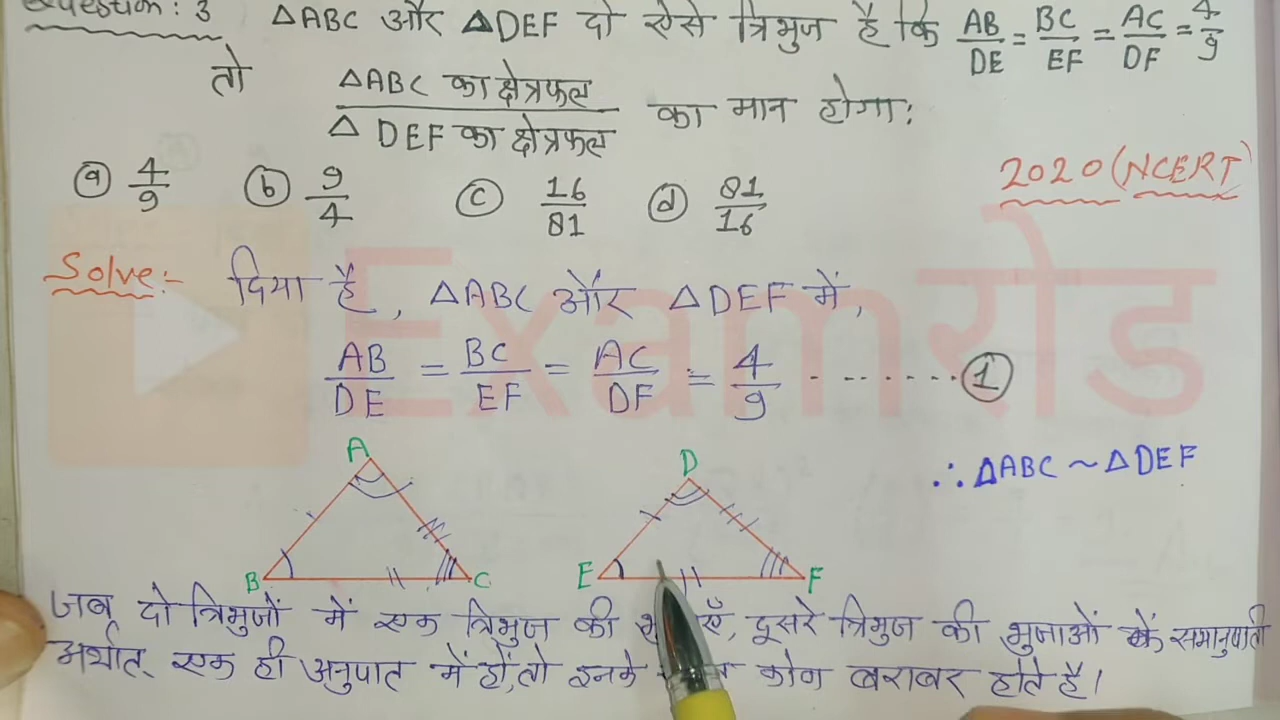 Question: 3 △ABC और △DEF दो ऐसे त्रिभुज है कि AB/DE = BC/EF = AC/DF = 4/9
तो △ABC का क्षेत्रफल / △ DEF का क्षेत्रफल का मान होगा:
(a) 4/9 (b) 9/4 (c) 16/81 (d) 81/16
2020 (NCERT)
Solve:- दिया है, △ABC और △DEF में,
AB/DE = BC/EF = AC/DF = 4/9 ........ (1)
∴ △ABC ~ △DEF
A
B C
D
E F
जब दो त्रिभुजों में एक त्रिभुज की दूसरे त्रिभुज की भुजाओं के समानुपाती
अर्थात् एक ही अनुपात में हों, तो इनके कोण बराबर होते है।
Examरोड